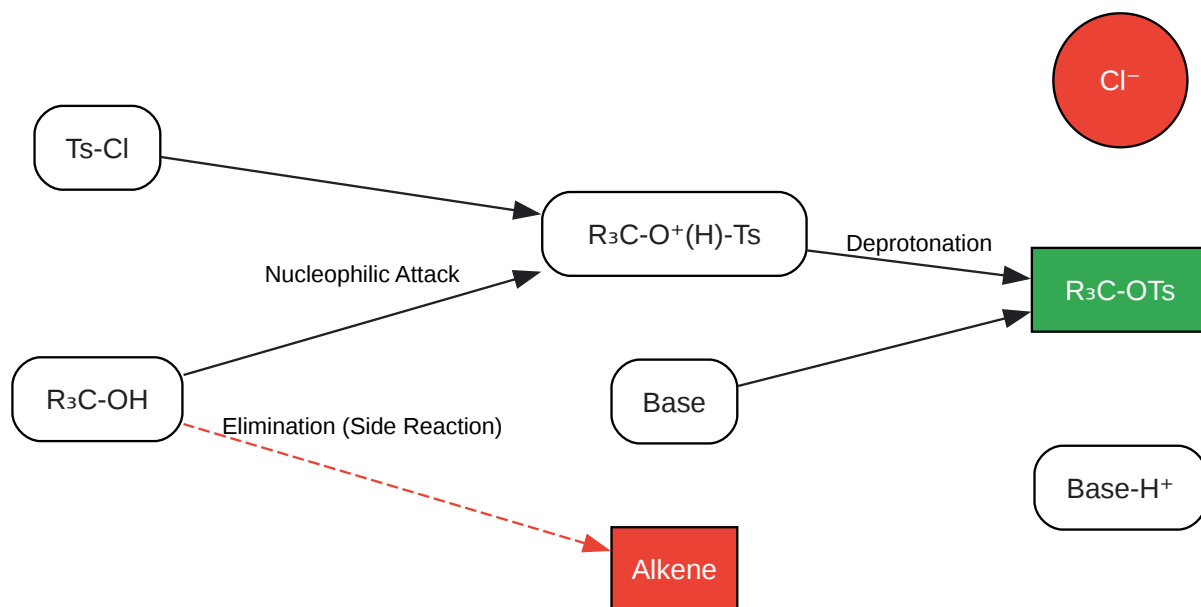 Cl⁻
Ts-Cl
R₃C-O⁺(H)-Ts
Deprotonation
Nucleophilic Attack
R₃C-OTs
R₃C-OH
Base
Elimination (Side Reaction)
Base-H⁺
Alkene